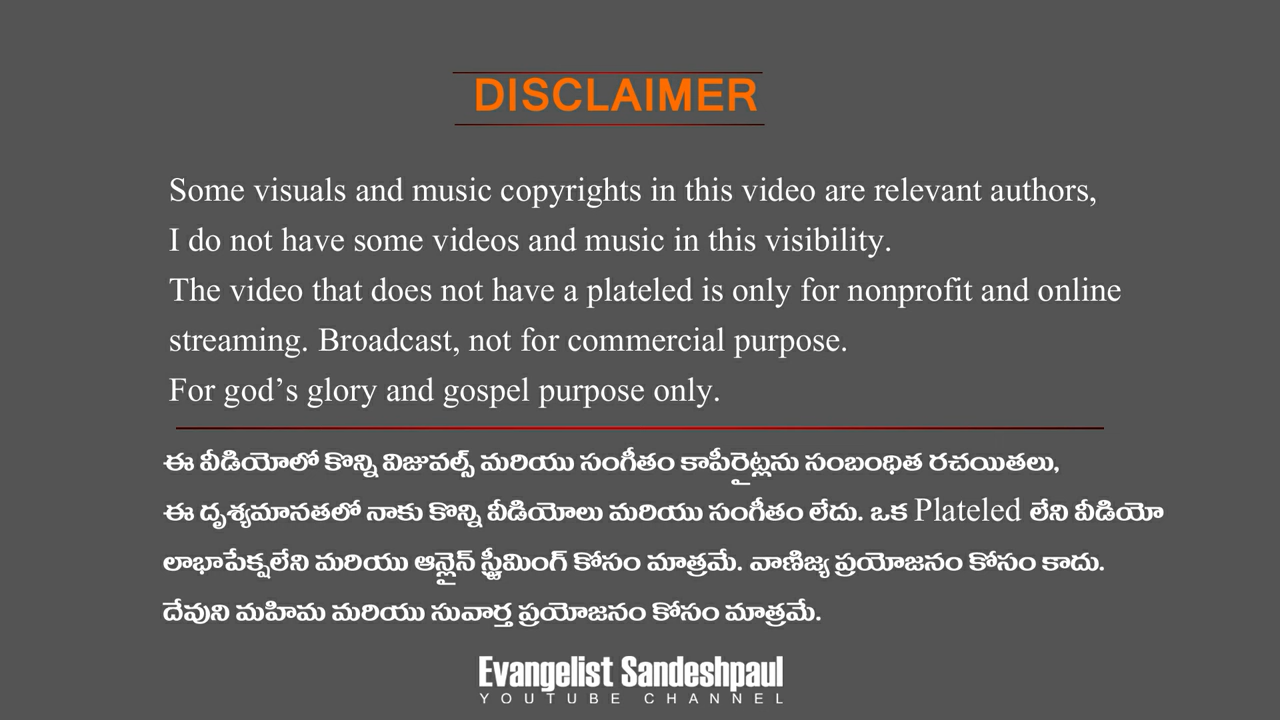 DISCLAIMER
Some visuals and music copyrights in this video are relevant authors,
I do not have some videos and music in this visibility.
The video that does not have a plateled is only for nonprofit and online
streaming. Broadcast, not for commercial purpose.
For god’s glory and gospel purpose only.
ఈ వీడియోలో కొన్ని విజువల్స్ మరియు సంగీతం కాపీరైట్లను సంబంధిత రచయితలు,
ఈ దృశ్యమానతలో నాకు కొన్ని వీడియోలు మరియు సంగీతం లేదు. ఒక Plateled లేని వీడియో
లాభాపేక్షలేని మరియు ఆన్లైన్ స్ట్రీమింగ్ కోసం మాత్రమే. వాణిజ్య ప్రయోజనం కోసం కాదు.
దేవుని మహిమ మరియు సువార్త ప్రయోజనం కోసం మాత్రమే.
Evangelist Sandeshpaul
YOUTUBE CHANNEL